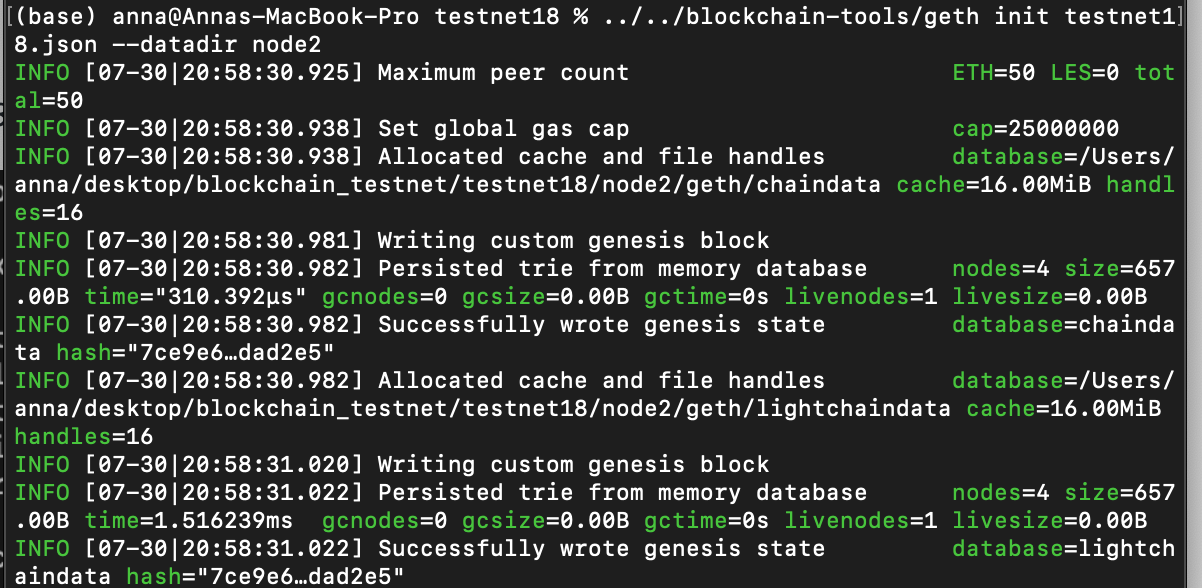 [(base) anna@Annas-MacBook-Pro testnet18 % ../../blockchain-tools/geth init testnet1]
8.json --datadir node2
INFO [07-30|20:58:30.925] Maximum peer count                       ETH=50 LES=0 tot
al=50
INFO [07-30|20:58:30.938] Set global gas cap                       cap=25000000
INFO [07-30|20:58:30.938] Allocated cache and file handles         database=/Users/
anna/desktop/blockchain_testnet/testnet18/node2/geth/chaindata cache=16.00MiB handl
es=16
INFO [07-30|20:58:30.981] Writing custom genesis block
INFO [07-30|20:58:30.982] Persisted trie from memory database      nodes=4 size=657
.00B time="310.392µs" gcnodes=0 gcsize=0.00B gctime=0s livenodes=1 livesize=0.00B
INFO [07-30|20:58:30.982] Successfully wrote genesis state         database=chainda
ta hash="7ce9e6…dad2e5"
INFO [07-30|20:58:30.982] Allocated cache and file handles         database=/Users/
anna/desktop/blockchain_testnet/testnet18/node2/geth/lightchaindata cache=16.00MiB
handles=16
INFO [07-30|20:58:31.020] Writing custom genesis block
INFO [07-30|20:58:31.022] Persisted trie from memory database      nodes=4 size=657
.00B time=1.516239ms  gcnodes=0 gcsize=0.00B gctime=0s livenodes=1 livesize=0.00B
INFO [07-30|20:58:31.022] Successfully wrote genesis state         database=lightch
aindata hash="7ce9e6…dad2e5"